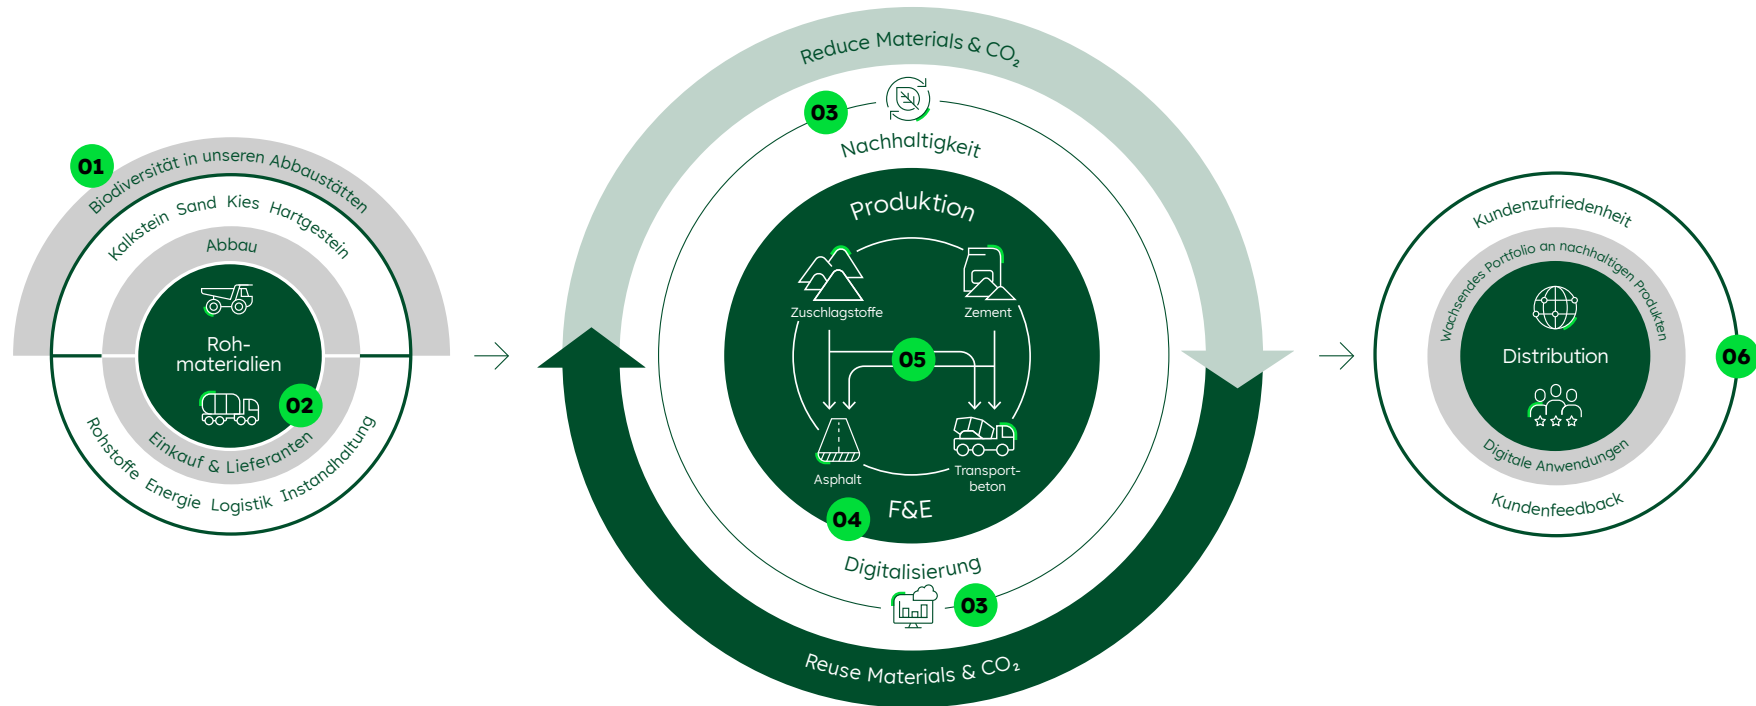 01
Biodiversität in unseren Abbaustätten
Kalkstein Sand Kies Hartgestein
Abbau
Roh-
materialien
02
Einkauf & Lieferanten
Rohstoffe Energie Logistik Instandhaltung
Reduce Materials & CO₂
03
Nachhaltigkeit
Produktion
Zuschlagstoffe
Zement
05
Asphalt
Transport-
beton
F&E
04
Digitalisierung
03
Reuse Materials & CO₂
Kundenzufriedenheit
Wachsendes Portfolio an nachhaltigen Produkten
Distribution
06
Digitale Anwendungen
Kundenfeedback